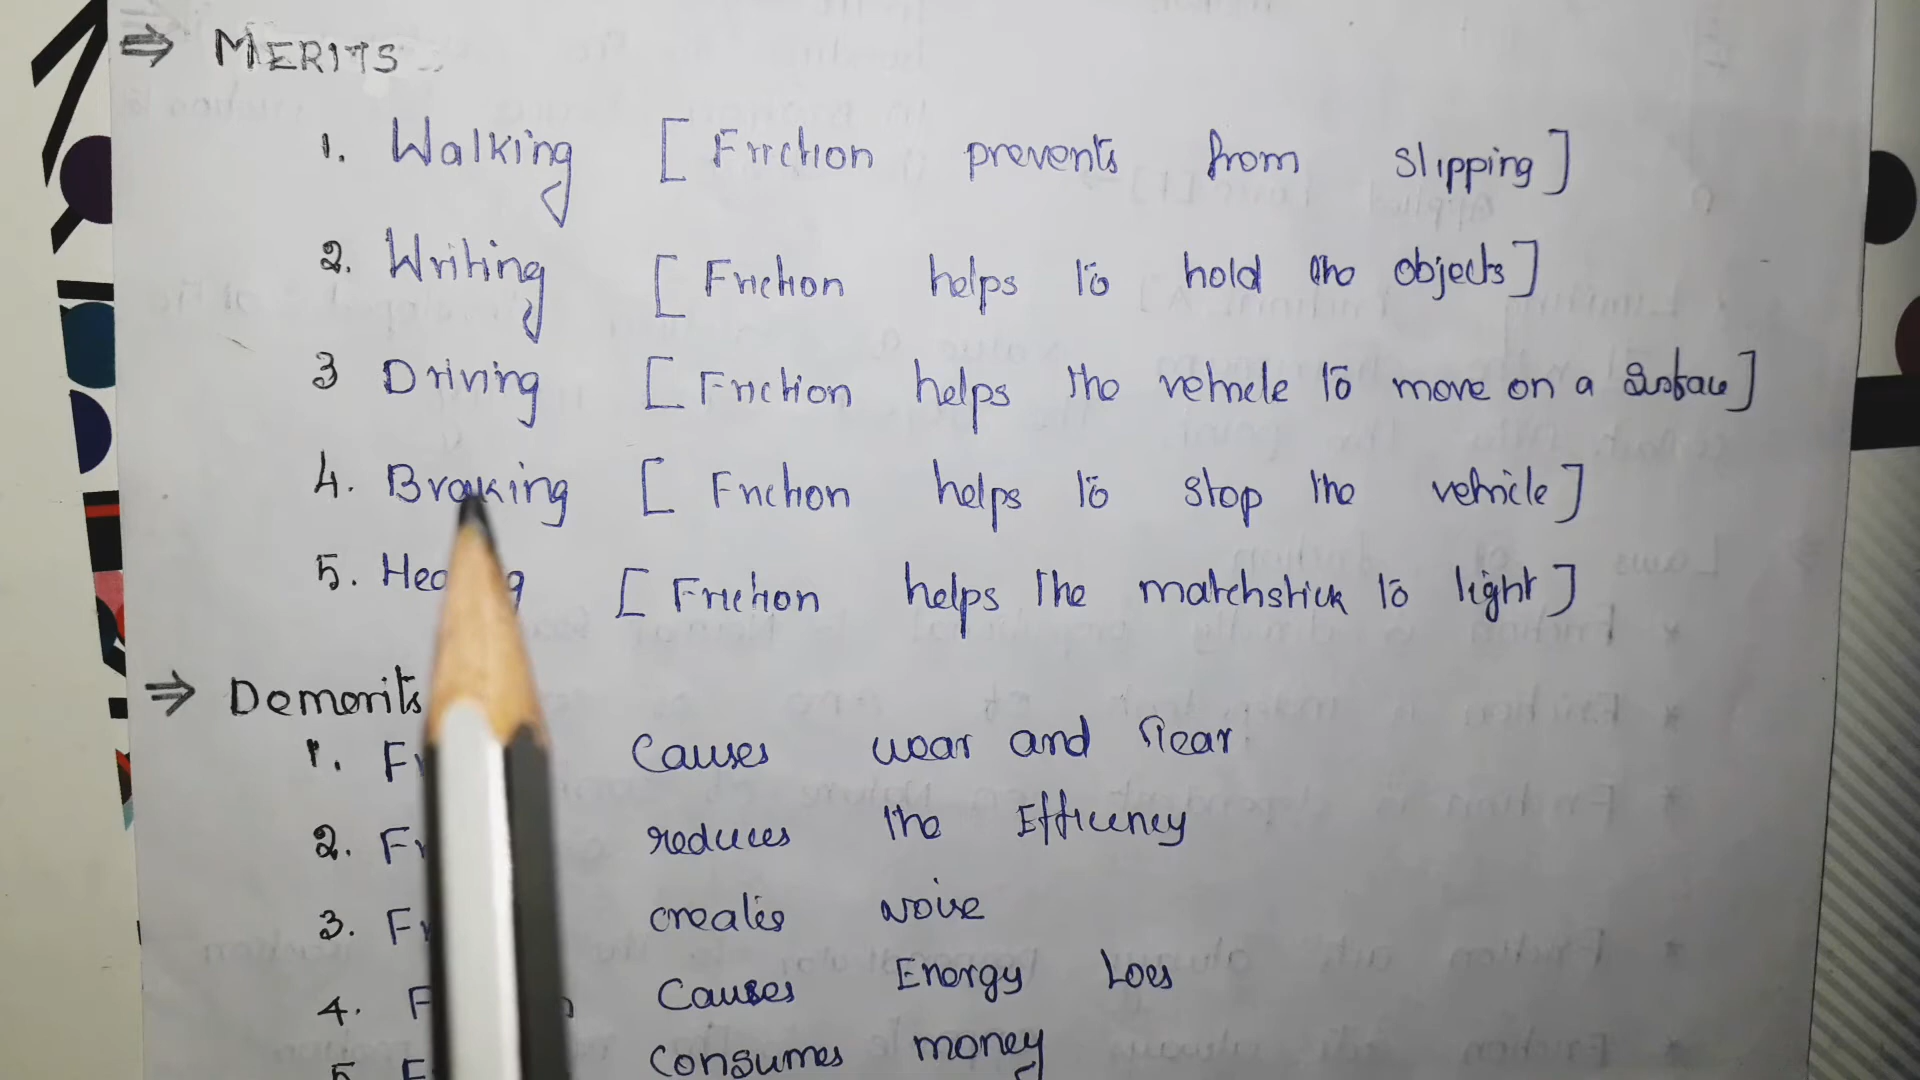 ⇒ MERITS
1. Walking [Friction prevents from slipping]
2. Writing [Friction helps to hold the objects]
3 Driving [Friction helps the vehicle to move on a surface]
4. Braking [Friction helps to stop the vehicle]
5. [Friction helps the matchstick to light]
⇒ Demerits
1. causes wear and Tear
2. reduces the Efficiency
3. creates Noise
4. causes Energy Loss
5 consumes money